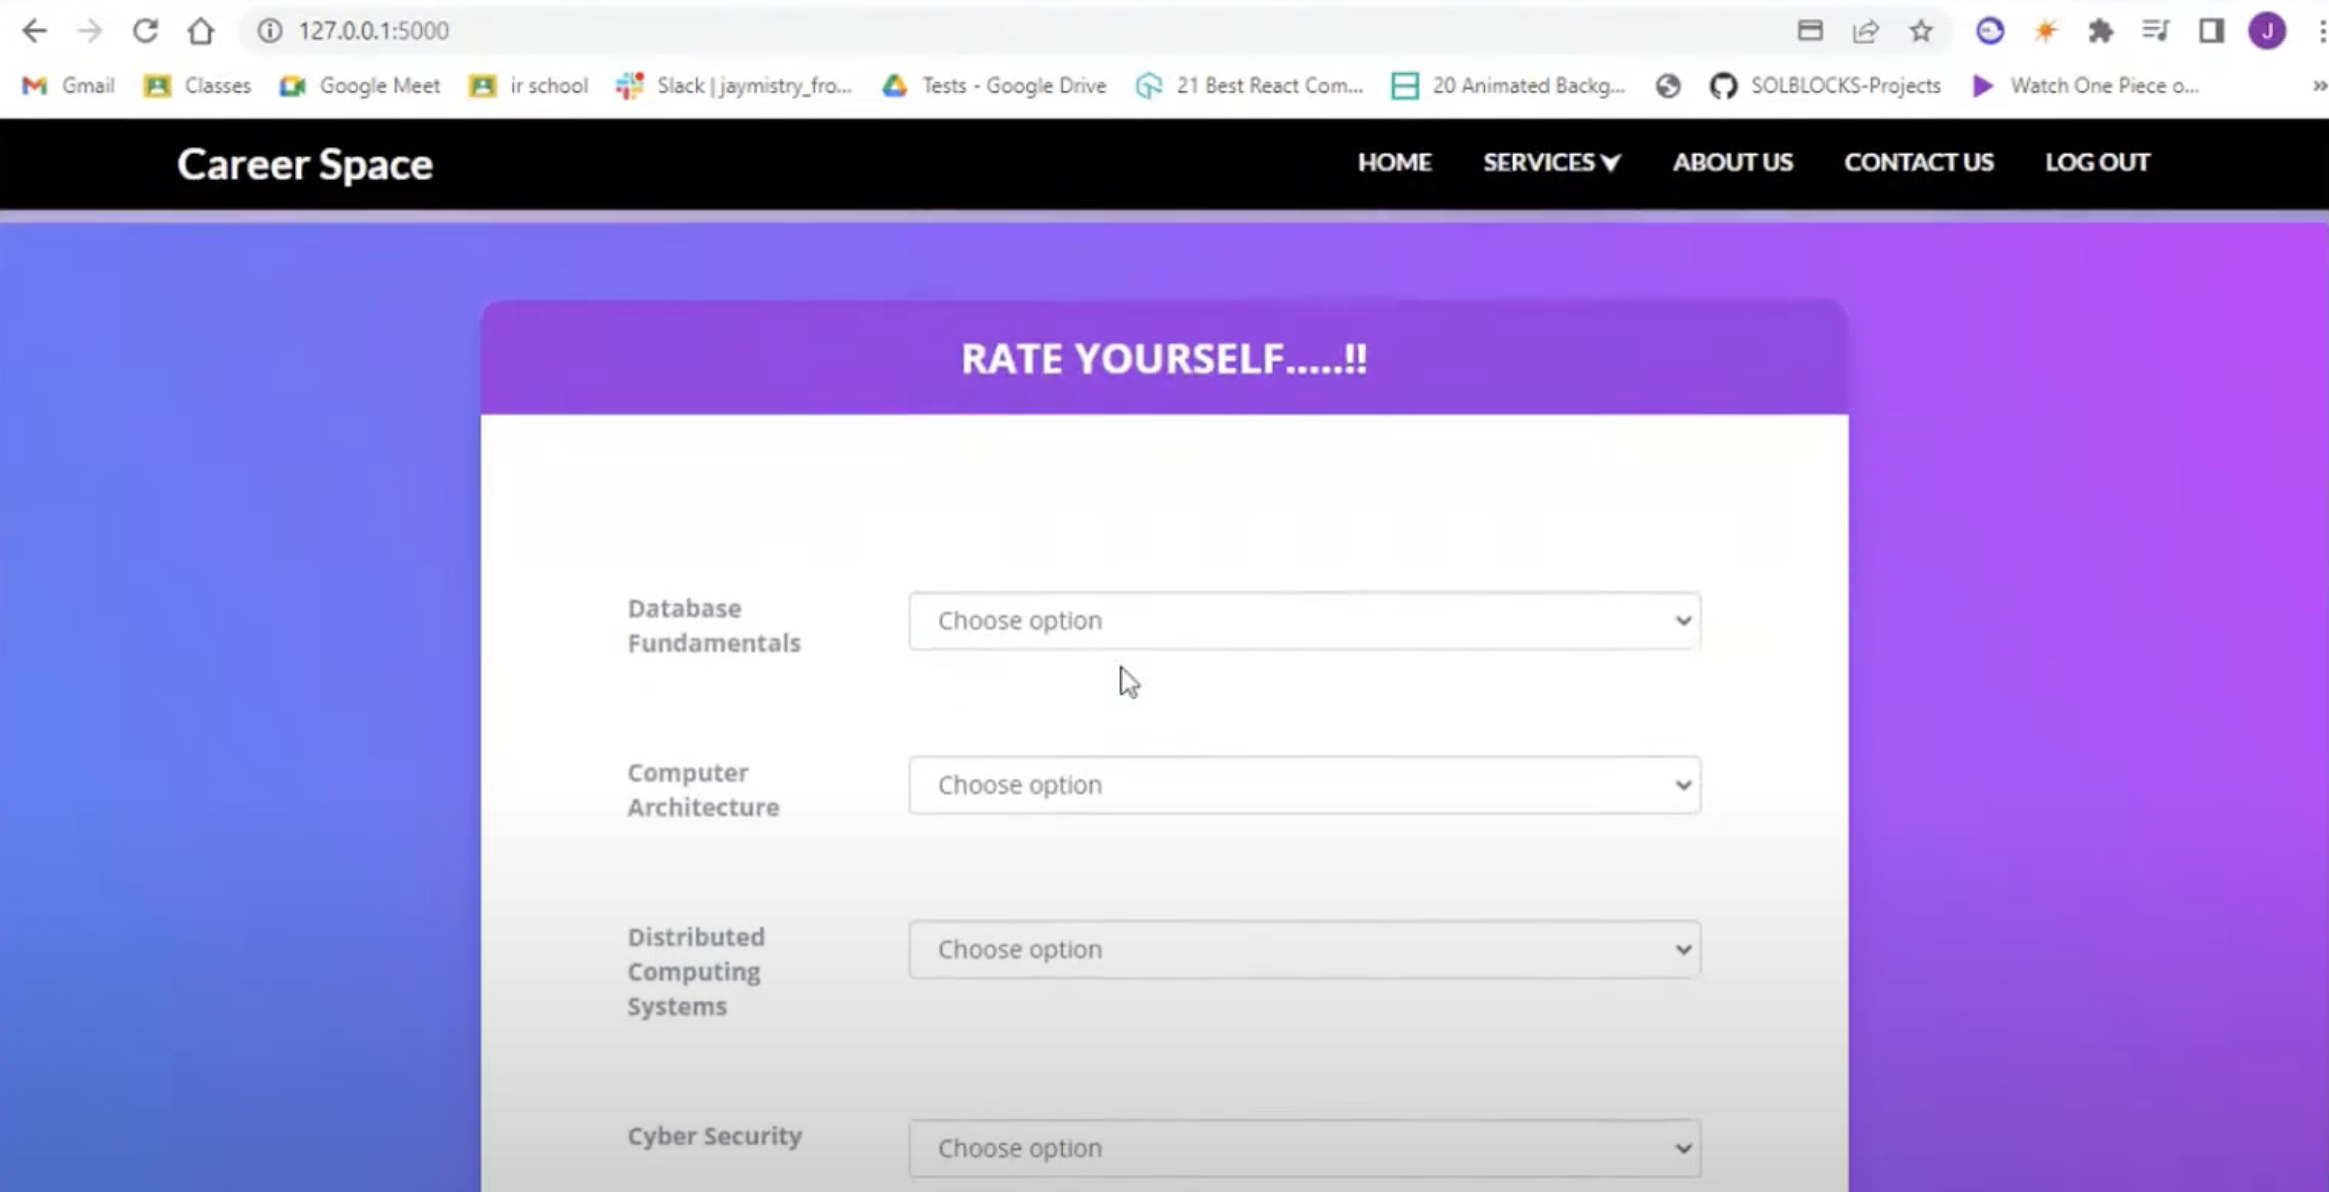 127.0.0.1:5000
J
Gmail Classes Google Meet ir school Slack | jaymistry_fro... Tests - Google Drive 21 Best React Com... 20 Animated Backg... SOLBLOCKS-Projects Watch One Piece o... »
Career Space HOME SERVICES ABOUT US CONTACT US LOG OUT
RATE YOURSELF.....!!
Database
Fundamentals
Choose option
Computer
Architecture
Choose option
Distributed
Computing
Systems
Choose option
Cyber Security
Choose option